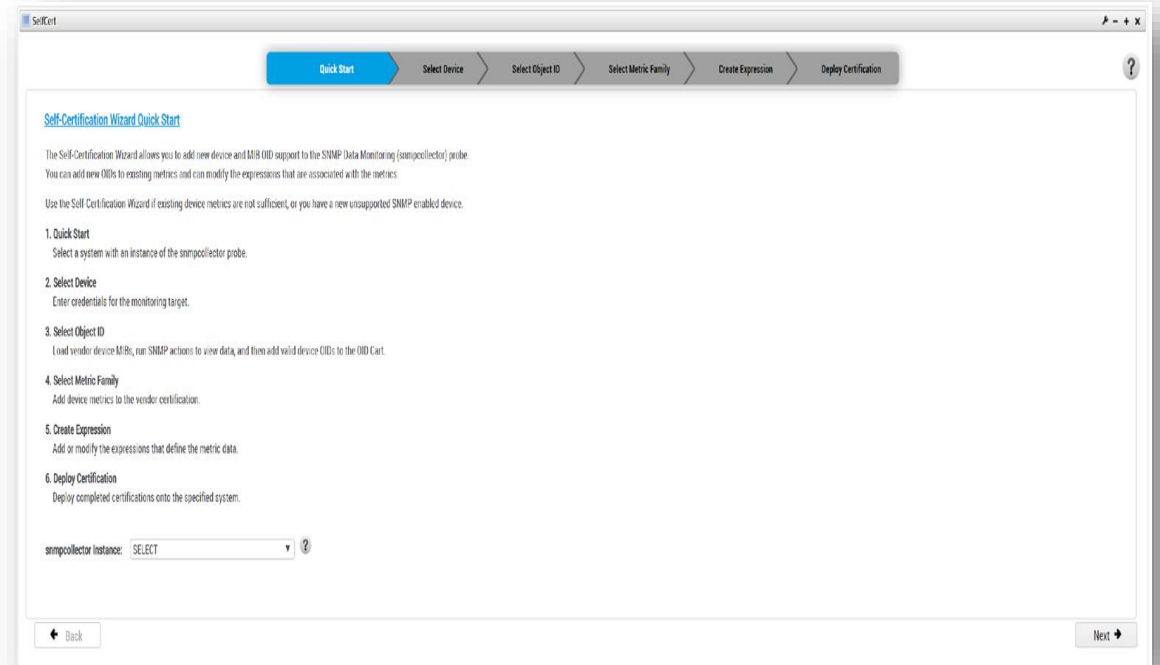 SelfCert
Quick Start
Select Device
Select Object ID
Select Metric Family
Create Expression
Deploy Certification
?
Self-Certification Wizard Quick Start
The Self-Certification Wizard allows you to add new device and MIB OID support to the SNMP Data Monitoring (snmpcollector) probe.
You can add new OIDs to existing metrics and can modify the expressions that are associated with the metrics.
Use the Self-Certification Wizard if existing device metrics are not sufficient, or you have a new unsupported SNMP enabled device.
1. Quick Start
Select a system with an instance of the snmpcollector probe.
2. Select Device
Enter credentials for the monitoring target.
3. Select Object ID
Load vendor device MIBs, run SNMP actions to view data, and then add valid device OIDs to the OID Cart.
4. Select Metric Family
Add device metrics to the vendor certification.
5. Create Expression
Add or modify the expressions that define the metric data.
6. Deploy Certification
Deploy completed certifications onto the specified system.
snmpcollector Instance: SELECT ?
Back
Next